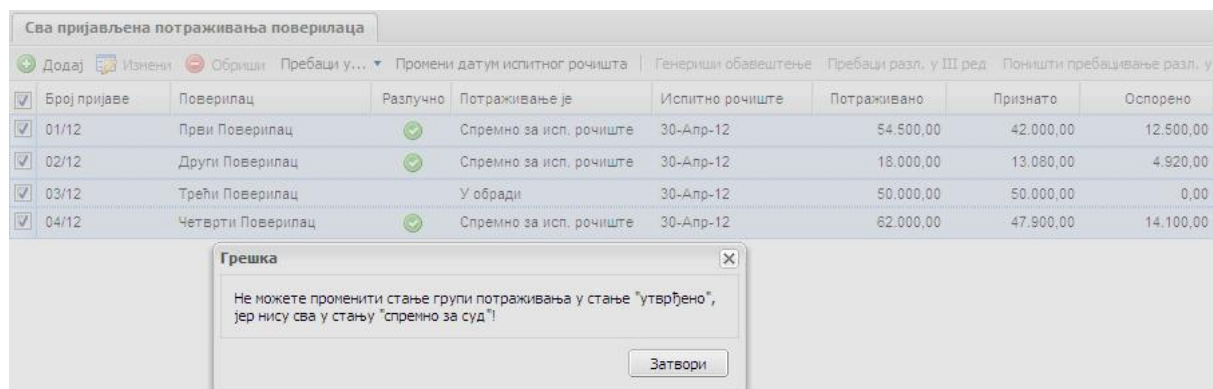 Сва пријављена потраживања поверилаца
Додај Измени Обриши Пребаци у... Промени датум испитног рочишта Генериши обавештење Пребаци разл. у III ред Поништи пребацивање разл. у
Број пријаве Поверилац Разлучно Потраживање је Испитно рочиште Потраживано Признато Оспорено
01/12 Први Поверилац Спремно за исп. рочиште 30-Апр-12 54.500,00 42.000,00 12.500,00
02/12 Други Поверилац Спремно за исп. рочиште 30-Апр-12 18.000,00 13.080,00 4.920,00
03/12 Трећи Поверилац У обради 30-Апр-12 50.000,00 50.000,00 0,00
04/12 Четврти Поверилац Спремно за исп. рочиште 30-Апр-12 62.000,00 47.900,00 14.100,00
Грешка
Не можете променити стање групи потраживања у стање "утврђено",
јер нису сва у стању "спремно за суд"!
Затвори